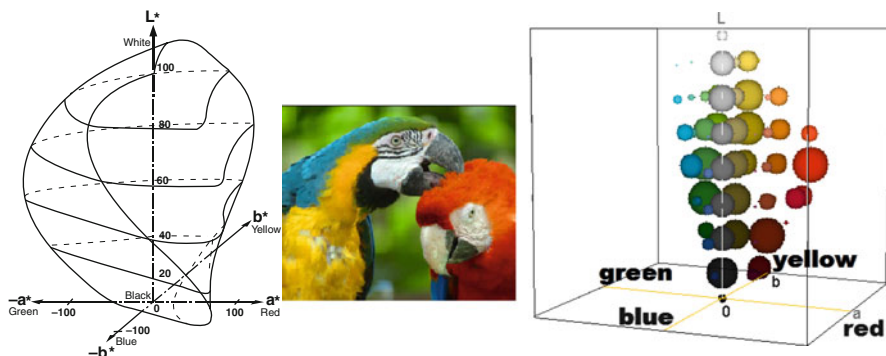 L*
White
100
80
60
40
20
b*
Yellow
–a*
Green
–100
Black
0
100
a*
Red
–100
–b*
Blue
L
green
yellow
b
blue
0
a
red